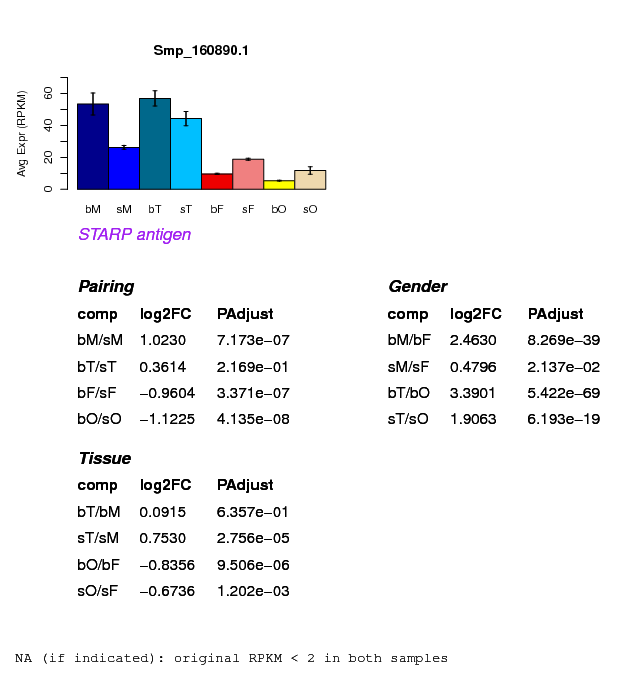 Smp_160890.1
Avg Expr (RPKM)
0 20 40 60
bM sM bT sT bF sF bO sO
STARP antigen
Pairing
comp log2FC PAdjust
bM/sM 1.0230 7.173e−07
bT/sT 0.3614 2.169e−01
bF/sF −0.9604 3.371e−07
bO/sO −1.1225 4.135e−08
Gender
comp log2FC PAdjust
bM/bF 2.4630 8.269e−39
sM/sF 0.4796 2.137e−02
bT/bO 3.3901 5.422e−69
sT/sO 1.9063 6.193e−19
Tissue
comp log2FC PAdjust
bT/bM 0.0915 6.357e−01
sT/sM 0.7530 2.756e−05
bO/bF −0.8356 9.506e−06
sO/sF −0.6736 1.202e−03
NA (if indicated): original RPKM < 2 in both samples